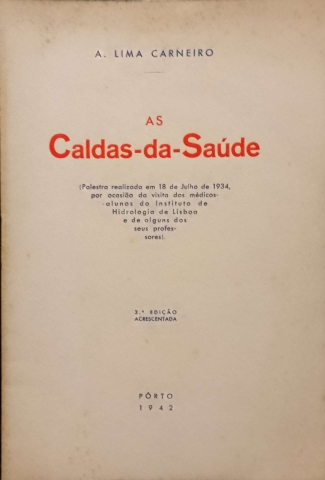 A. LIMA CARNEIRO
AS
Caldas-da-Saúde
(Palestra realizada em 18 de Julho de 1934,
por ocasião da visita dos médicos-
-alunos do Instituto de
Hidrologia de Lisboa
e de alguns dos
seus profes-
sores).
3.ª EDIÇÃO
ACRESCENTADA
PÔRTO
1942